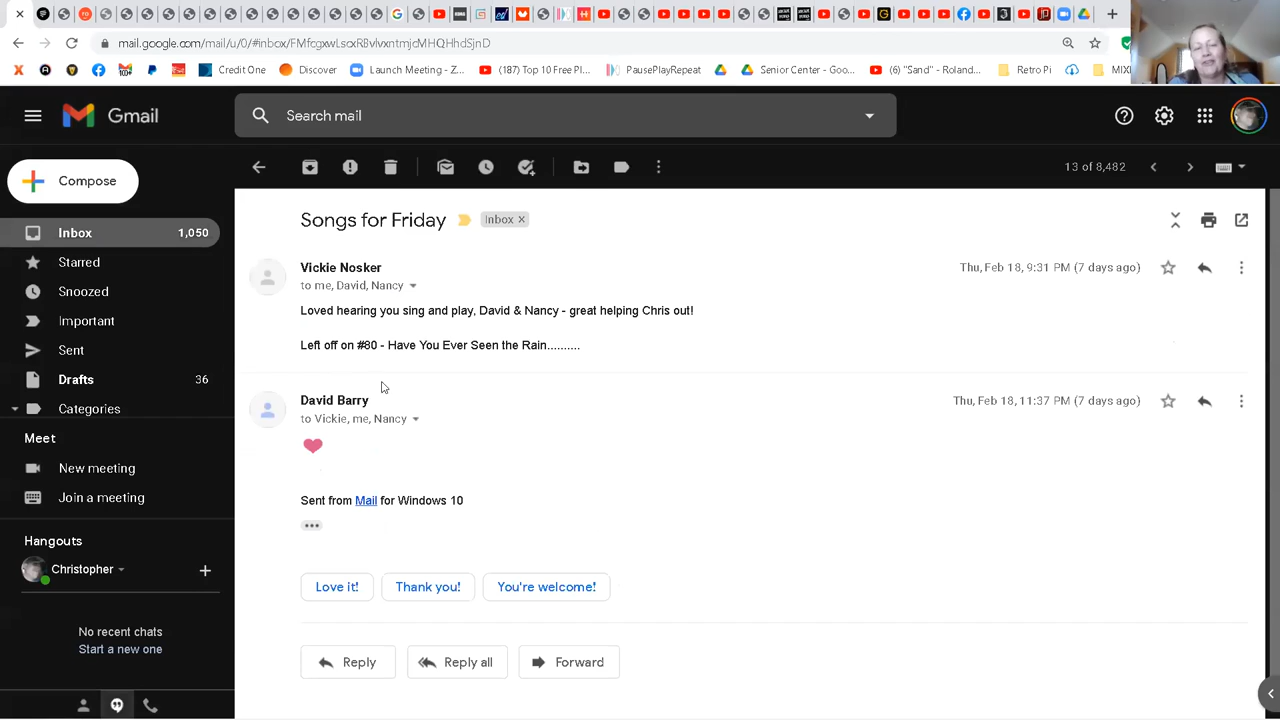 mail.google.com/mail/u/0/#inbox/FMfcgxwLsoxR8vlvxntmjcMHQHhdSjnD
Credit One
Discover
Launch Meeting - Z...
(187) Top 10 Free Pl...
PausePlayRepeat
Senior Center - Goo...
(6) "Sand" - Roland...
Retro Pi
Gmail
Search mail
Compose
13 of 8,482
Inbox 1,050
Starred
Snoozed
Important
Sent
Drafts 36
Categories
Meet
New meeting
Join a meeting
Hangouts
Christopher
No recent chats
Start a new one
Songs for Friday
Inbox x
Vickie Nosker
Thu, Feb 18, 9:31 PM (7 days ago)
to me, David, Nancy
Loved hearing you sing and play, David & Nancy - great helping Chris out!
Left off on #80 - Have You Ever Seen the Rain..........
David Barry
Thu, Feb 18, 11:37 PM (7 days ago)
to Vickie, me, Nancy
Sent from Mail for Windows 10
Love it!
Thank you!
You're welcome!
Reply
Reply all
Forward